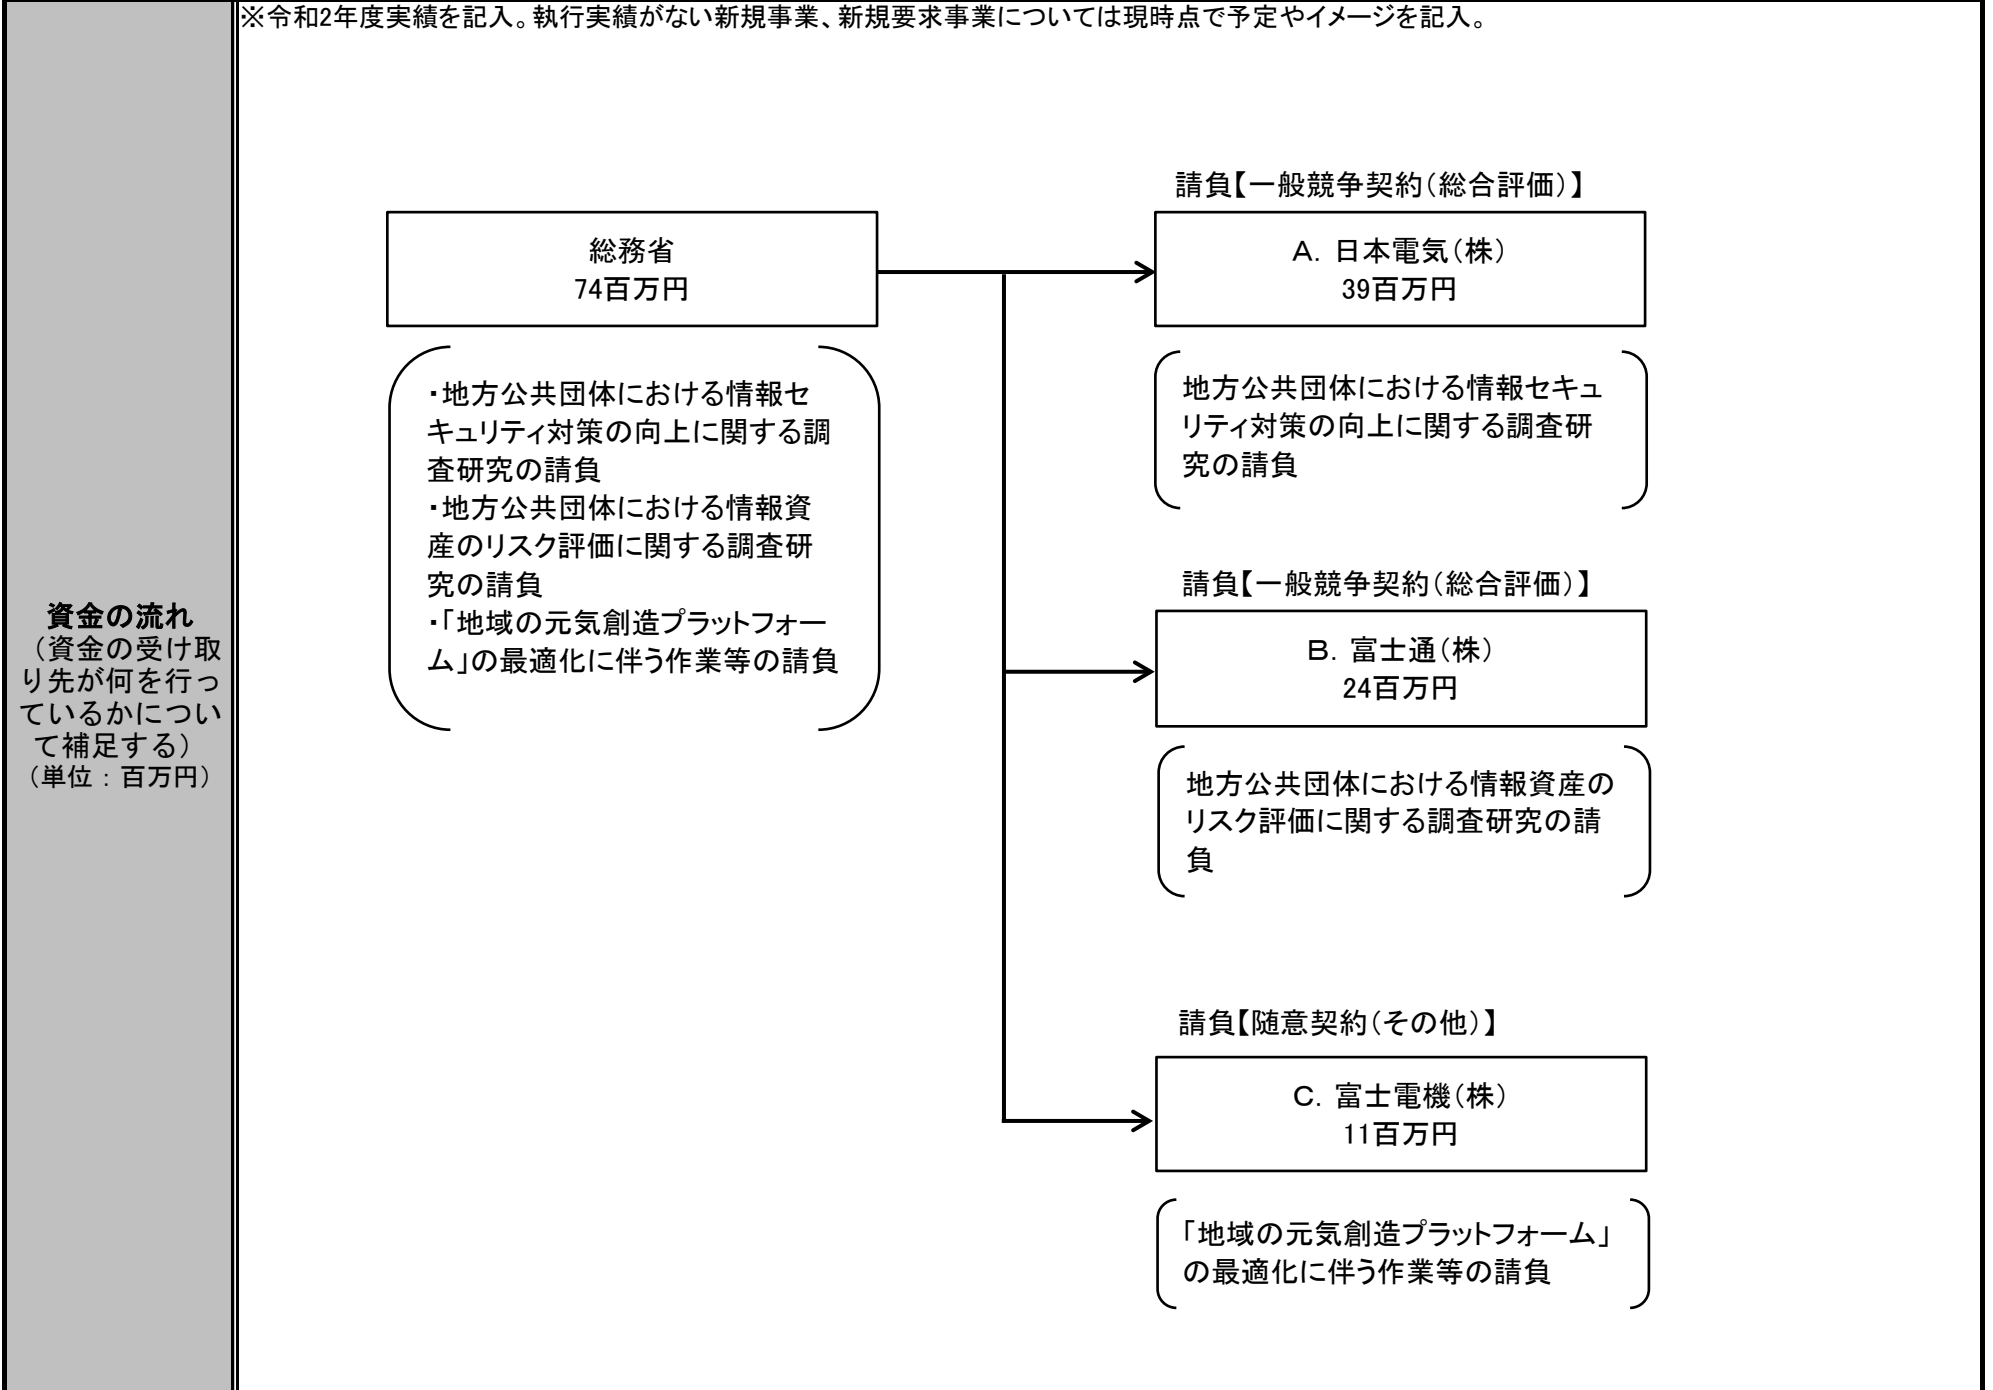 ※令和2年度実績を記入。執行実績がない新規事業、新規要求事業については現時点で予定やイメージを記入。
資金の流れ
（資金の受け取
り先が何を行っ
ているかについ
て補足する）
（単位：百万円）
総務省
74百万円
・地方公共団体における情報セ
キュリティ対策の向上に関する調
査研究の請負
・地方公共団体における情報資
産のリスク評価に関する調査研
究の請負
・「地域の元気創造プラットフォー
ム」の最適化に伴う作業等の請負
請負【一般競争契約（総合評価）】
A. 日本電気（株）
39百万円
地方公共団体における情報セキュ
リティ対策の向上に関する調査研
究の請負
請負【一般競争契約（総合評価）】
B. 富士通（株）
24百万円
地方公共団体における情報資産の
リスク評価に関する調査研究の請
負
請負【随意契約（その他）】
C. 富士電機（株）
11百万円
「地域の元気創造プラットフォーム」
の最適化に伴う作業等の請負